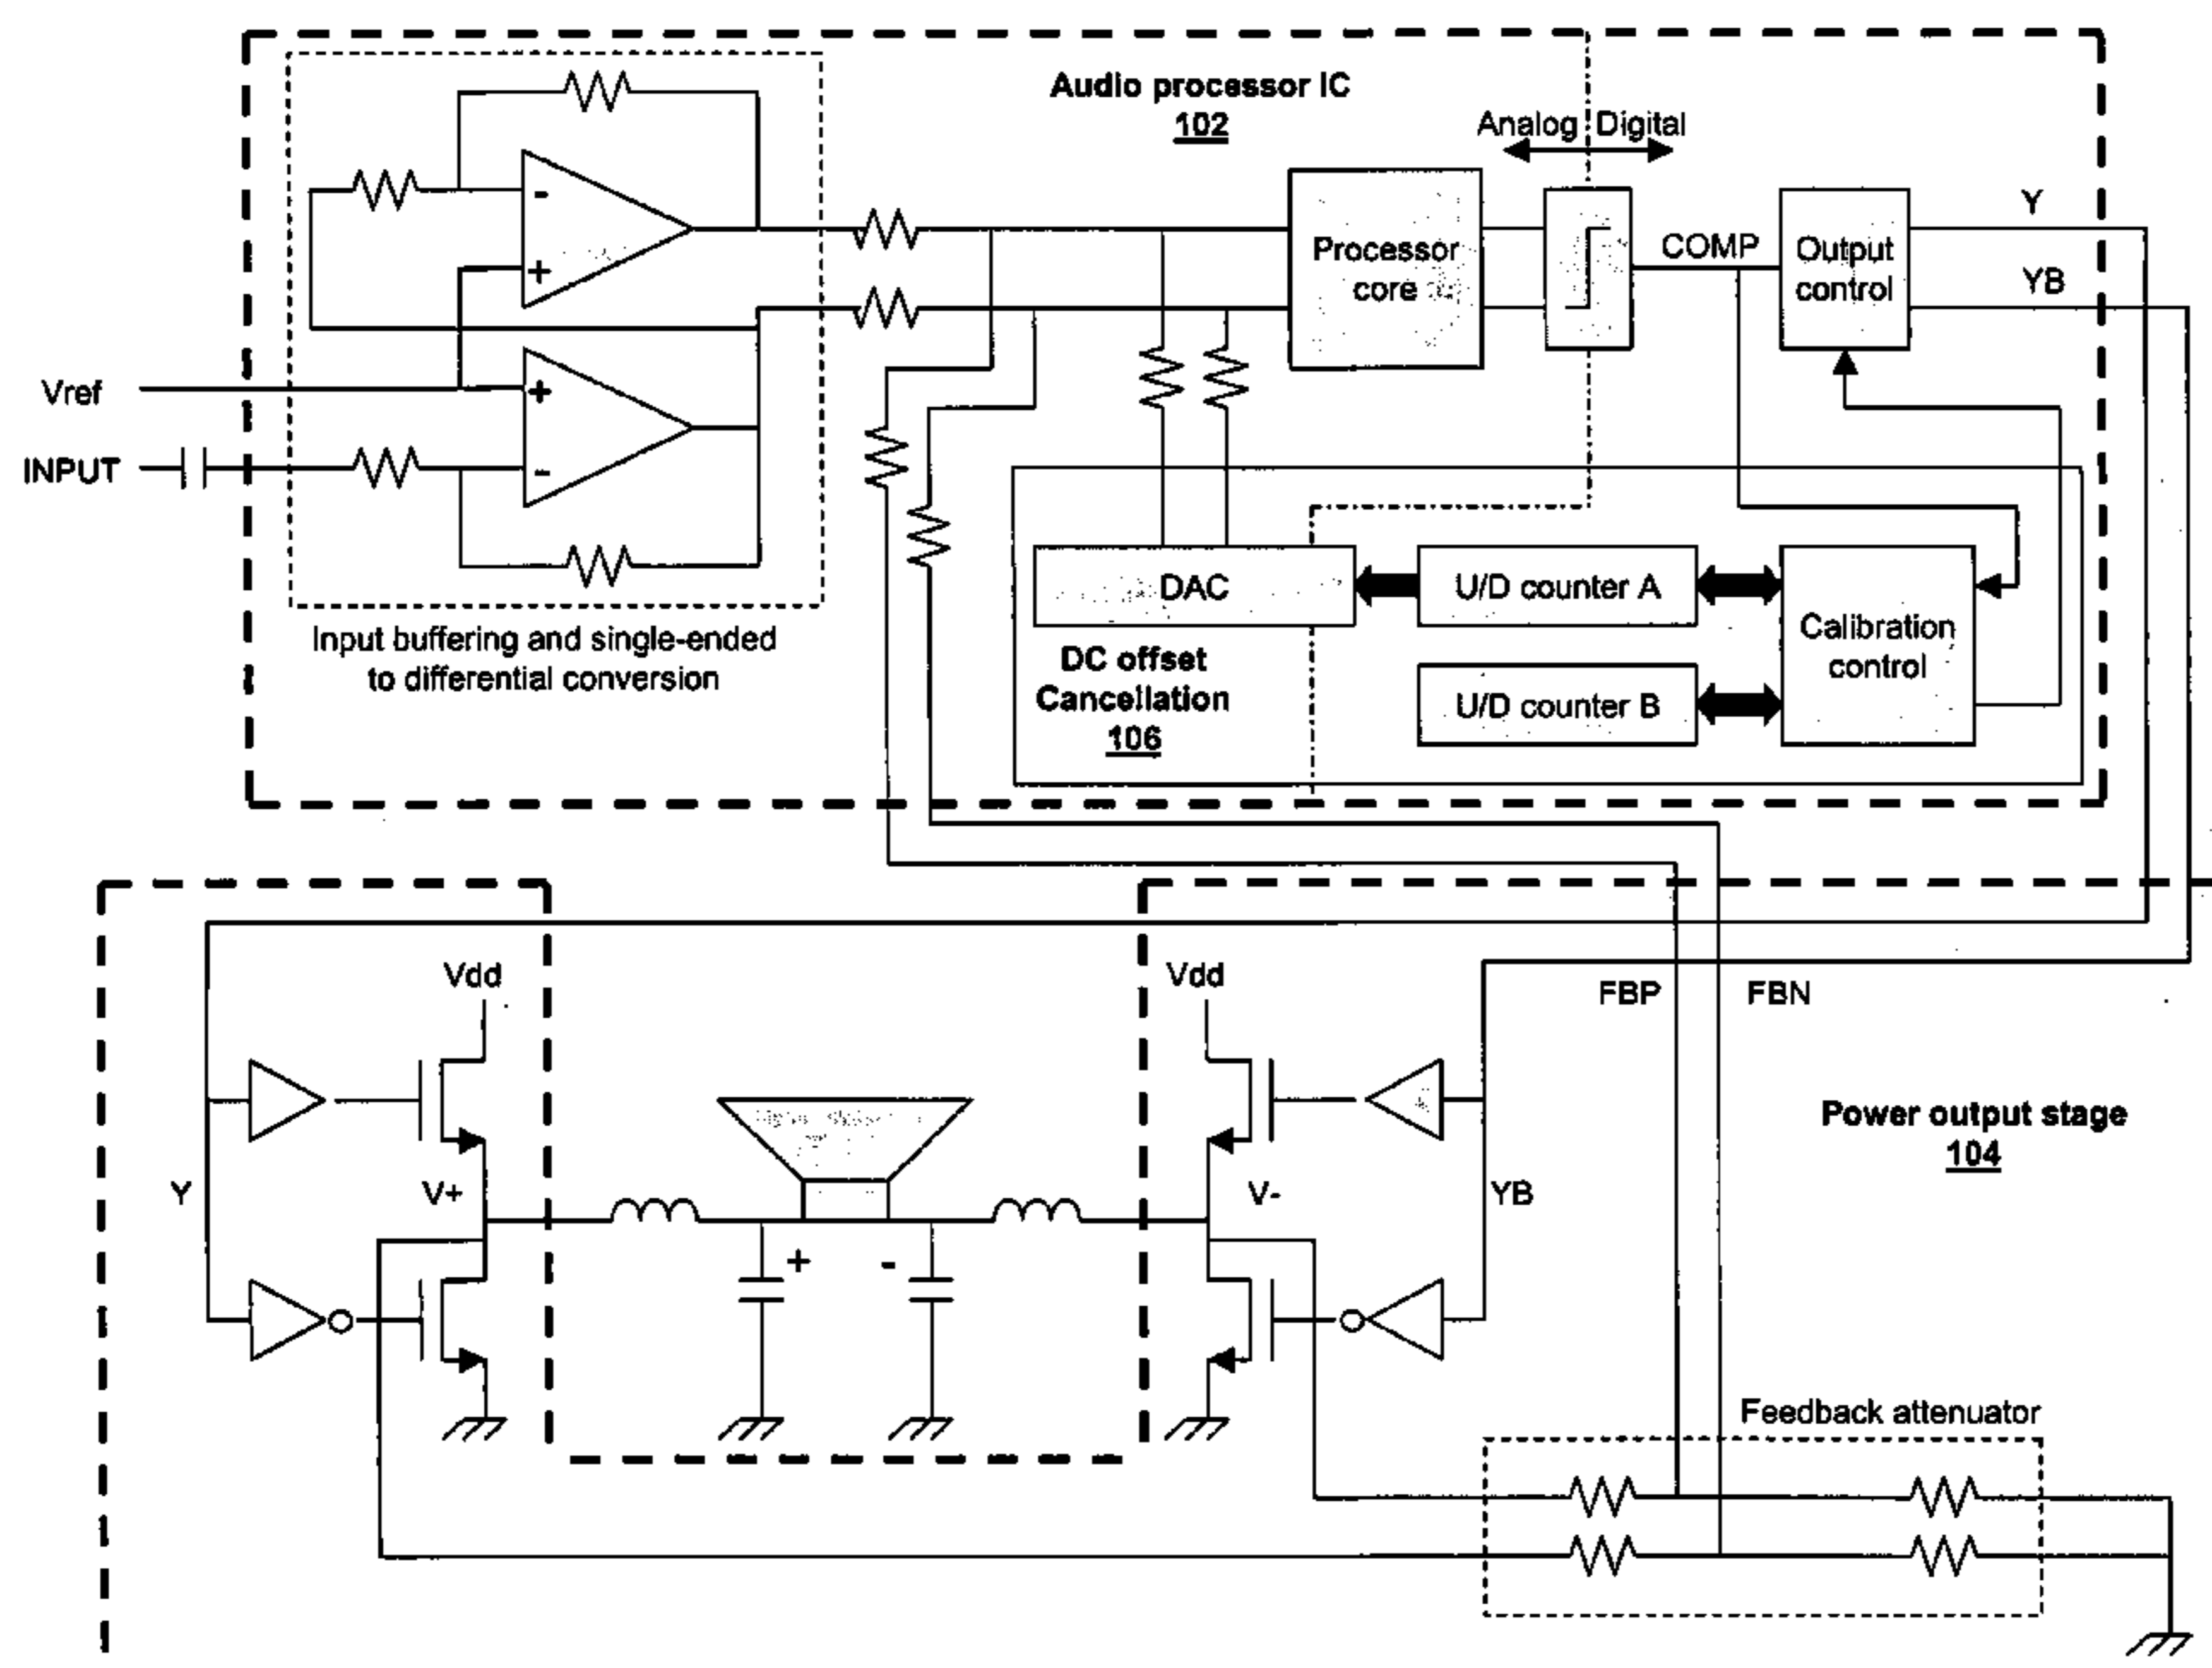 Audio processor IC
102
Analog Digital
-
+
Processor
core
COMP
Output
control
Y
YB
Vref
+
INPUT
-
DAC
U/D counter A
Calibration
control
Input buffering and single-ended
to differential conversion
DC offset
Cancellation
106
U/D counter B
Vdd
Vdd
FBP
FBN
Power output stage
104
Y
V+
V-
YB
+
-
Feedback attenuator